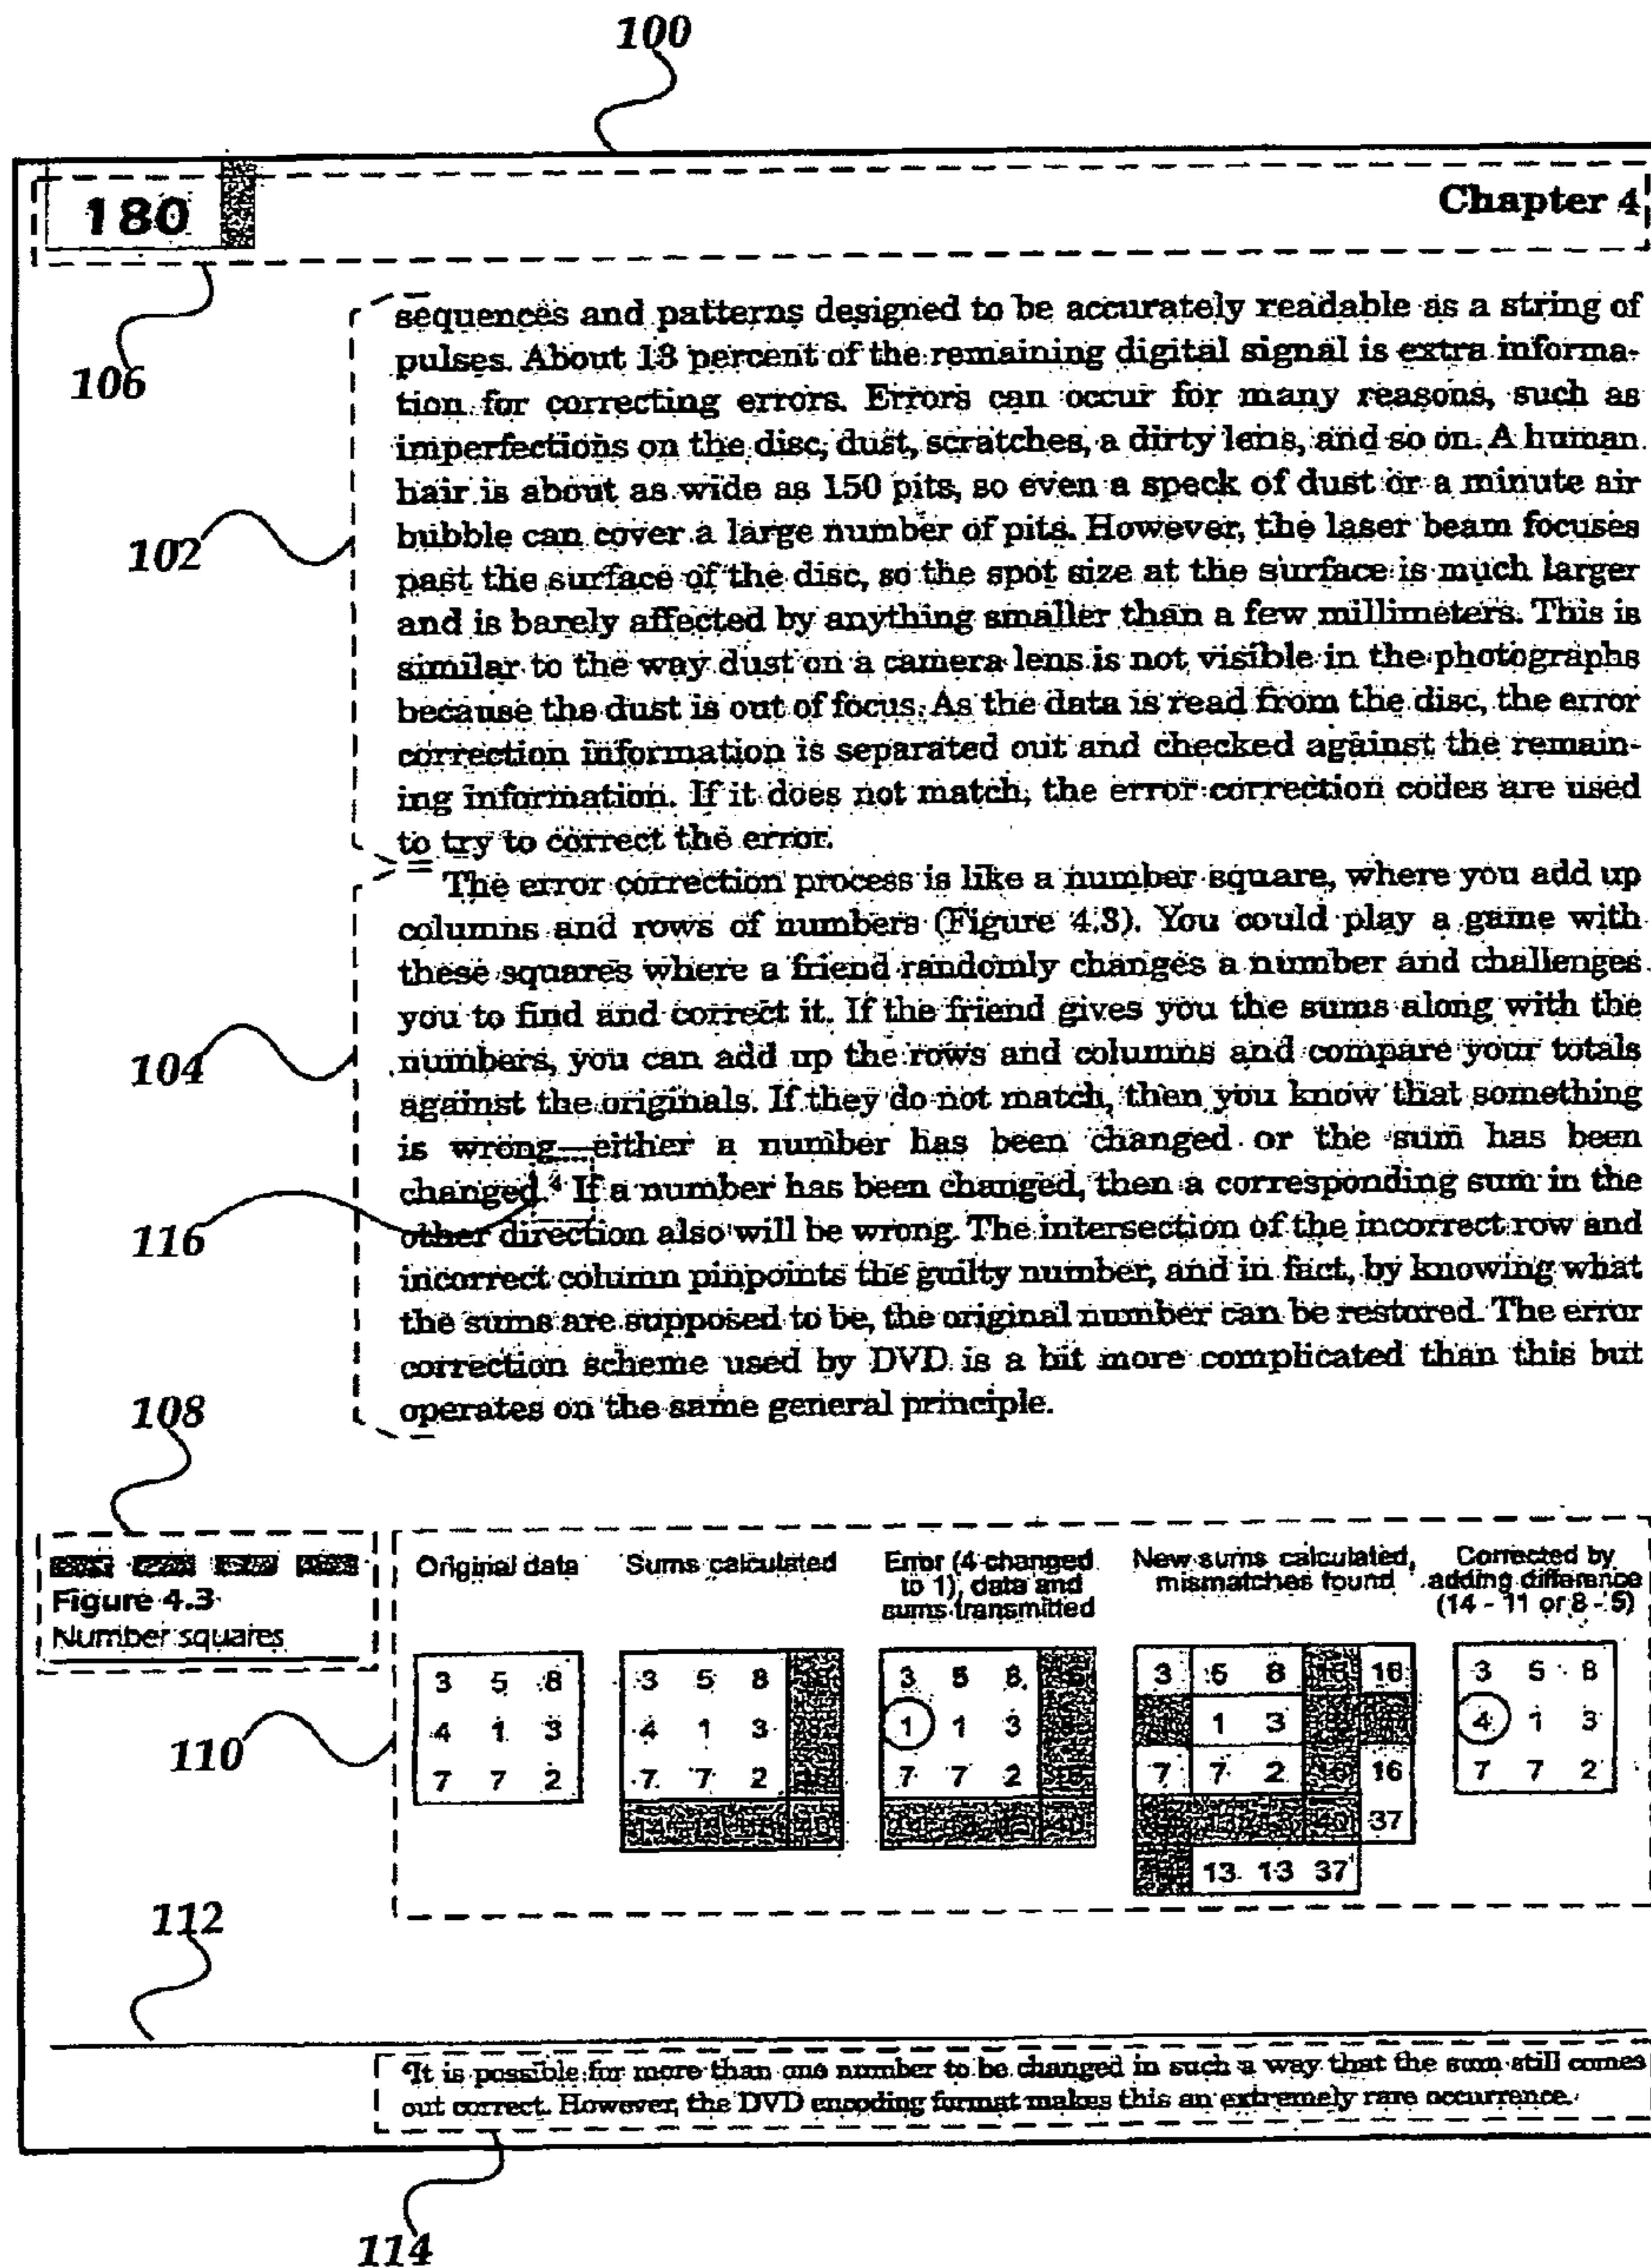 100
180
Chapter 4
106
sequences and patterns designed to be accurately readable as a string of
pulses. About 13 percent of the remaining digital signal is extra informa-
tion for correcting errors. Errors can occur for many reasons, such as
imperfections on the disc, dust, scratches, a dirty lens, and so on. A human
hair is about as wide as 150 pits, so even a speck of dust or a minute air
bubble can cover a large number of pits. However, the laser beam focuses
past the surface of the disc, so the spot size at the surface is much larger
and is barely affected by anything smaller than a few millimeters. This is
similar to the way dust on a camera lens is not visible in the photographs
because the dust is out of focus. As the data is read from the disc, the error
correction information is separated out and checked against the remain-
ing information. If it does not match, the error correction codes are used
to try to correct the error.
102
The error correction process is like a number square, where you add up
columns and rows of numbers (Figure 4.3). You could play a game with
these squares where a friend randomly changes a number and challenges
you to find and correct it. If the friend gives you the sums along with the
numbers, you can add up the rows and columns and compare your totals
against the originals. If they do not match, then you know that something
is wrong—either a number has been changed or the sum has been
changed.⁴ If a number has been changed, then a corresponding sum in the
other direction also will be wrong. The intersection of the incorrect row and
incorrect column pinpoints the guilty number, and in fact, by knowing what
the sums are supposed to be, the original number can be restored. The error
correction scheme used by DVD is a bit more complicated than this but
operates on the same general principle.
104
116
108
Figure 4.3
Number squares
110
Original data
3 5 8
4 1 3
7 7 2
Sums calculated
3 5 8
4 1 3
7 7 2
Error (4 changed
to 1), data and
sums transmitted
3 5 8
1 1 3
7 7 2
New sums calculated,
mismatches found
3 5 8 16
1 3
7 7 2 16
37
13 13 37
Corrected by
adding difference
(14 - 11 or 8 - 5)
3 5 8
4 1 3
7 7 2
112
⁴It is possible for more than one number to be changed in such a way that the sum still comes
out correct. However, the DVD encoding format makes this an extremely rare occurrence.
114